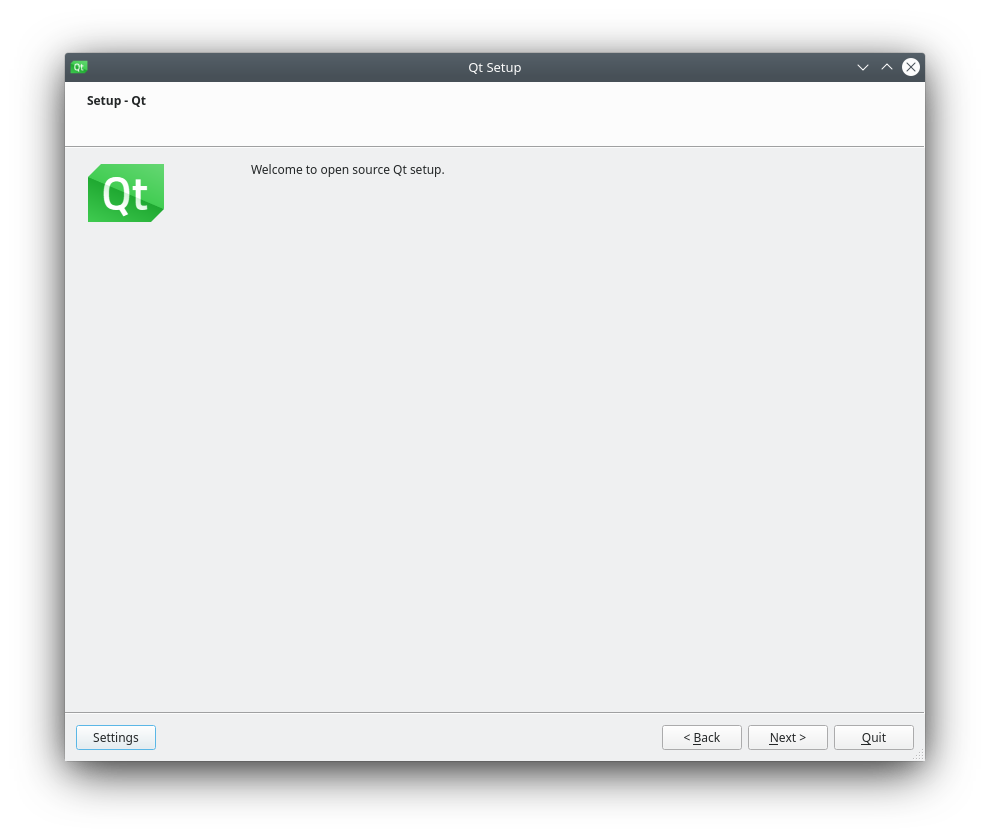 Qt Qt Setup
Setup - Qt
Qt
Welcome to open source Qt setup.
Settings
< Back
Next >
Quit